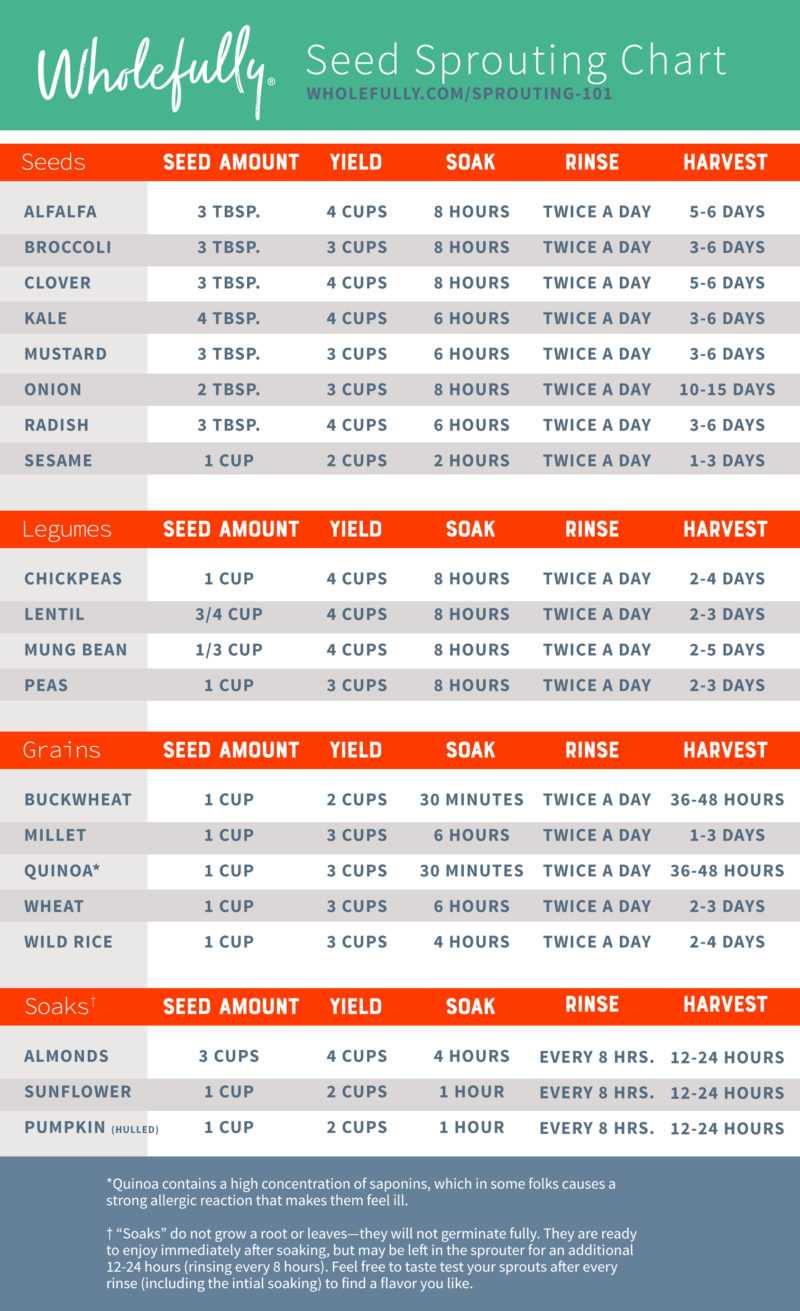 Wholefully®
Seed Sprouting Chart
WHOLEFULLY.COM/SPROUTING-101
Seeds SEED AMOUNT YIELD SOAK RINSE HARVEST
ALFALFA 3 TBSP. 4 CUPS 8 HOURS TWICE A DAY 5-6 DAYS
BROCCOLI 3 TBSP. 3 CUPS 8 HOURS TWICE A DAY 3-6 DAYS
CLOVER 3 TBSP. 4 CUPS 8 HOURS TWICE A DAY 5-6 DAYS
KALE 4 TBSP. 4 CUPS 6 HOURS TWICE A DAY 3-6 DAYS
MUSTARD 3 TBSP. 3 CUPS 6 HOURS TWICE A DAY 3-6 DAYS
ONION 2 TBSP. 3 CUPS 8 HOURS TWICE A DAY 10-15 DAYS
RADISH 3 TBSP. 4 CUPS 6 HOURS TWICE A DAY 3-6 DAYS
SESAME 1 CUP 2 CUPS 2 HOURS TWICE A DAY 1-3 DAYS
Legumes SEED AMOUNT YIELD SOAK RINSE HARVEST
CHICKPEAS 1 CUP 4 CUPS 8 HOURS TWICE A DAY 2-4 DAYS
LENTIL 3/4 CUP 4 CUPS 8 HOURS TWICE A DAY 2-3 DAYS
MUNG BEAN 1/3 CUP 4 CUPS 8 HOURS TWICE A DAY 2-5 DAYS
PEAS 1 CUP 3 CUPS 8 HOURS TWICE A DAY 2-3 DAYS
Grains SEED AMOUNT YIELD SOAK RINSE HARVEST
BUCKWHEAT 1 CUP 2 CUPS 30 MINUTES TWICE A DAY 36-48 HOURS
MILLET 1 CUP 3 CUPS 6 HOURS TWICE A DAY 1-3 DAYS
QUINOA* 1 CUP 3 CUPS 30 MINUTES TWICE A DAY 36-48 HOURS
WHEAT 1 CUP 3 CUPS 6 HOURS TWICE A DAY 2-3 DAYS
WILD RICE 1 CUP 3 CUPS 4 HOURS TWICE A DAY 2-4 DAYS
Soaks† SEED AMOUNT YIELD SOAK RINSE HARVEST
ALMONDS 3 CUPS 4 CUPS 4 HOURS EVERY 8 HRS. 12-24 HOURS
SUNFLOWER 1 CUP 2 CUPS 1 HOUR EVERY 8 HRS. 12-24 HOURS
PUMPKIN (HULLED) 1 CUP 2 CUPS 1 HOUR EVERY 8 HRS. 12-24 HOURS
*Quinoa contains a high concentration of saponins, which in some folks causes a
strong allergic reaction that makes them feel ill.
† “Soaks” do not grow a root or leaves—they will not germinate fully. They are ready
to enjoy immediately after soaking, but may be left in the sprouter for an additional
12-24 hours (rinsing every 8 hours). Feel free to taste test your sprouts after every
rinse (including the intial soaking) to find a flavor you like.